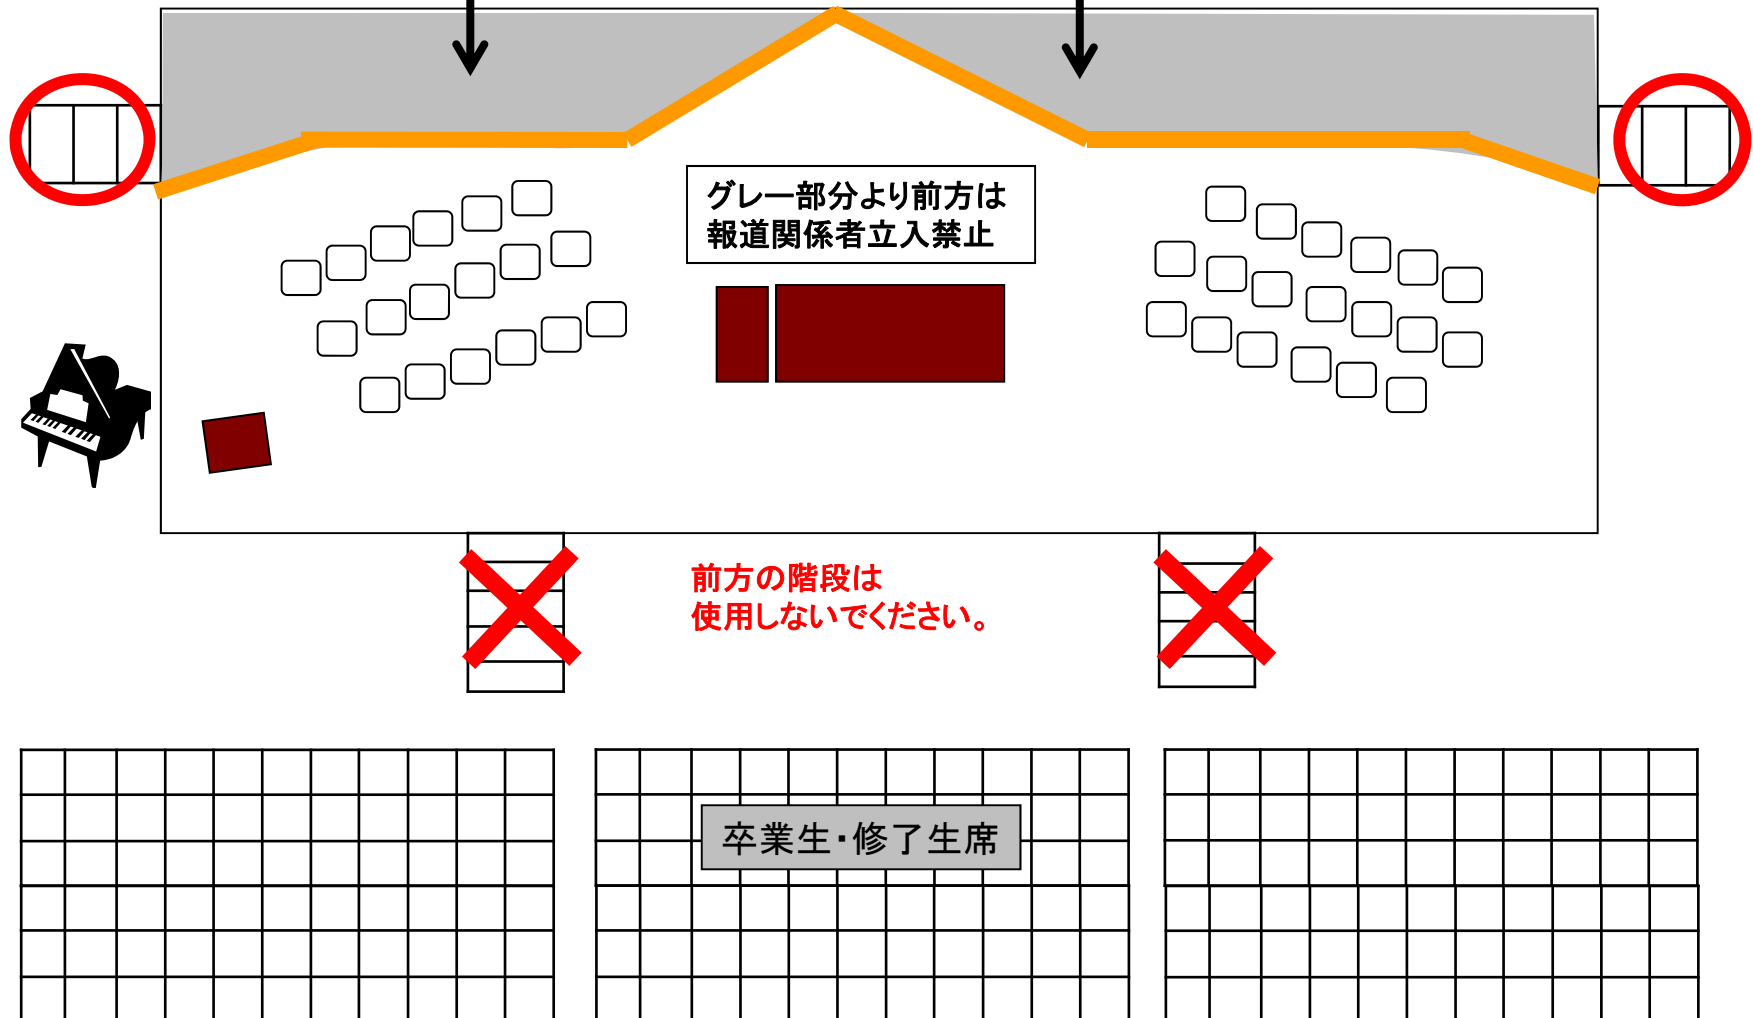 グレー部分より前方は
報道関係者立入禁止
前方の階段は
使用しないでください。
卒業生・修了生席